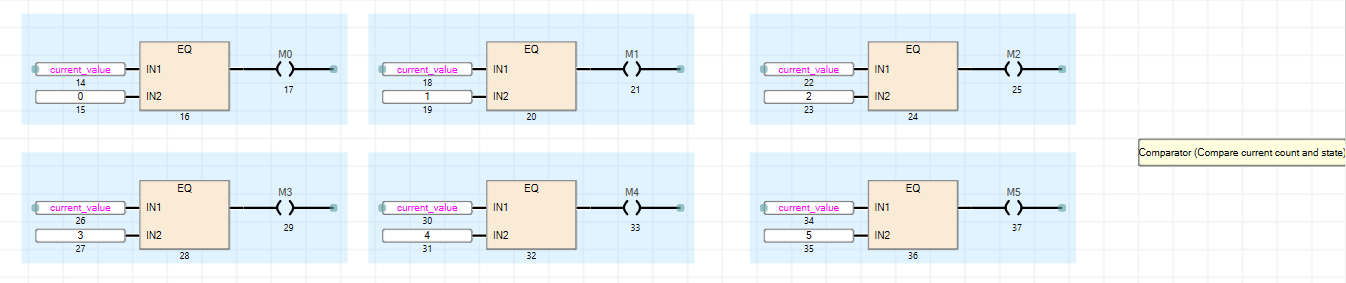 EQ
M0
current_value
IN1
14
17
0
IN2
15
16
EQ
M1
current_value
IN1
18
21
1
IN2
19
20
EQ
M2
current_value
IN1
22
25
2
IN2
23
24
Comparator (Compare current count and state)
EQ
M3
current_value
IN1
26
29
3
IN2
27
28
EQ
M4
current_value
IN1
30
33
4
IN2
31
32
EQ
M5
current_value
IN1
34
37
5
IN2
35
36